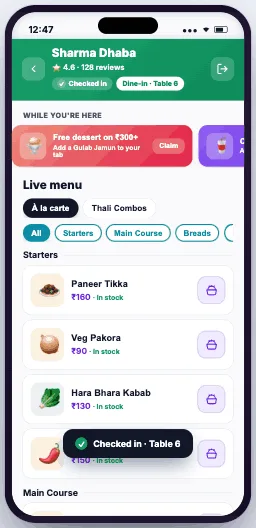 12:47
Sharma Dhaba
4.6 · 128 reviews
Checked in
Dine-in · Table 6
WHILE YOU'RE HERE
Free dessert on ₹300+
Add a Gulab Jamun to your
tab
Claim
Live menu
À la carte
Thali Combos
All
Starters
Main Course
Breads
Starters
Paneer Tikka
₹160 · In stock
Veg Pakora
₹90 · In stock
Hara Bhara Kabab
₹130 · In stock
Checked in · Table 6
₹150 · In stock
Main Course